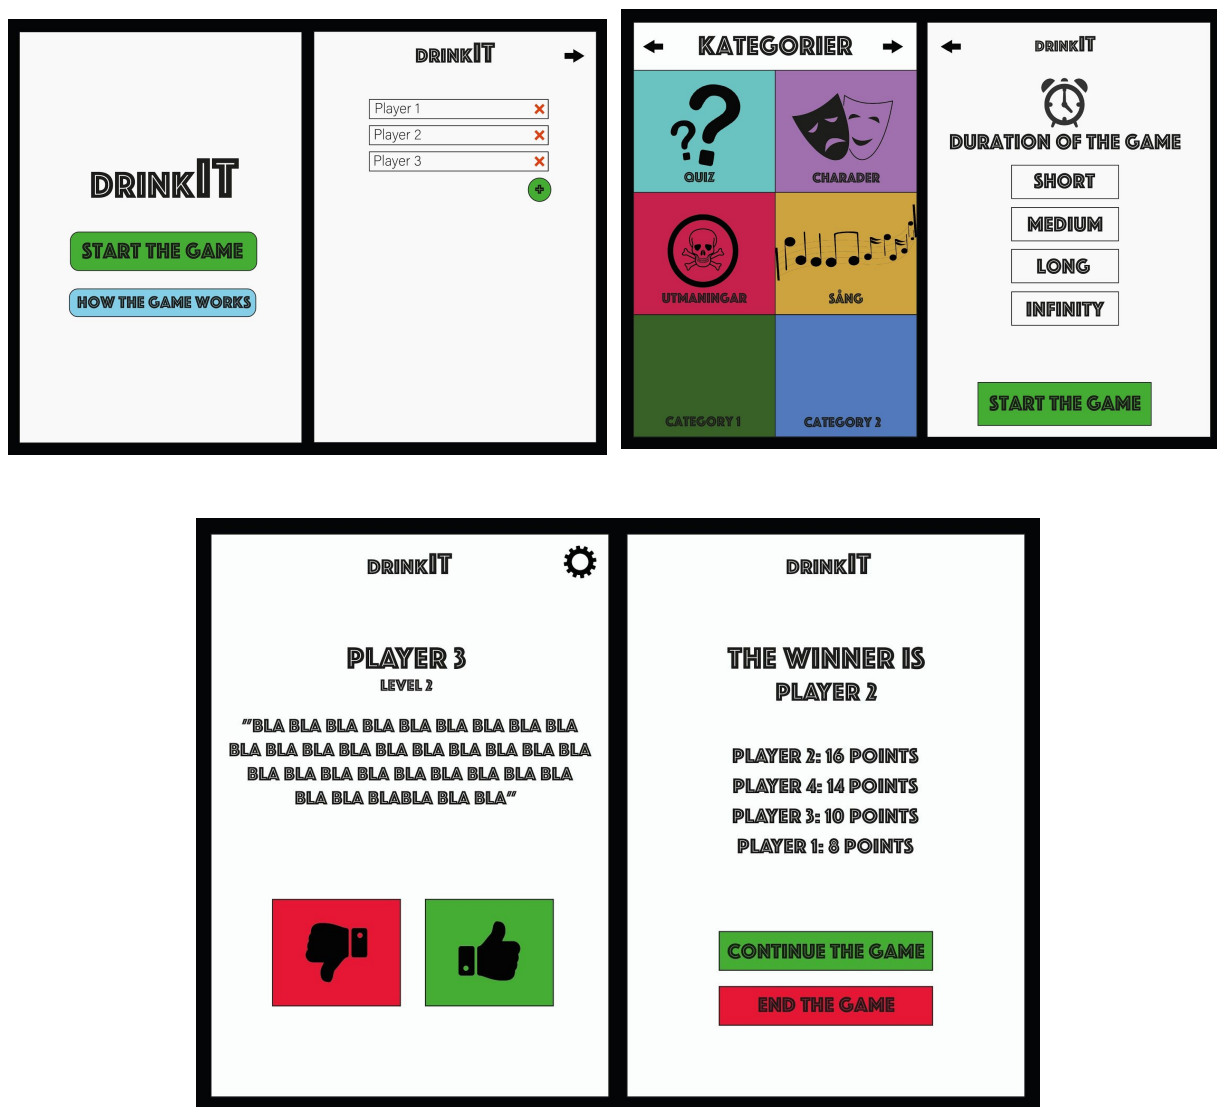 DRINKIT
START THE GAME
HOW THE GAME WORKS
DRINKIT
Player 1
Player 2
Player 3
KATEGORIER
QUIZ
CHARADER
UTMANINGAR
SÅNG
CATEGORY 1
CATEGORY 2
DRINKIT
DURATION OF THE GAME
SHORT
MEDIUM
LONG
INFINITY
START THE GAME
DRINKIT
PLAYER 3
LEVEL 2
"BLA BLA BLA BLA BLA BLA BLA BLA BLA
BLA BLA BLA BLA BLA BLA BLA BLA BLA BLA
BLA BLA BLA BLA BLA BLA BLA BLA BLA
BLA BLA BLABLA BLA BLA"
DRINKIT
THE WINNER IS
PLAYER 2
PLAYER 2: 16 POINTS
PLAYER 4: 14 POINTS
PLAYER 3: 10 POINTS
PLAYER 1: 8 POINTS
CONTINUE THE GAME
END THE GAME